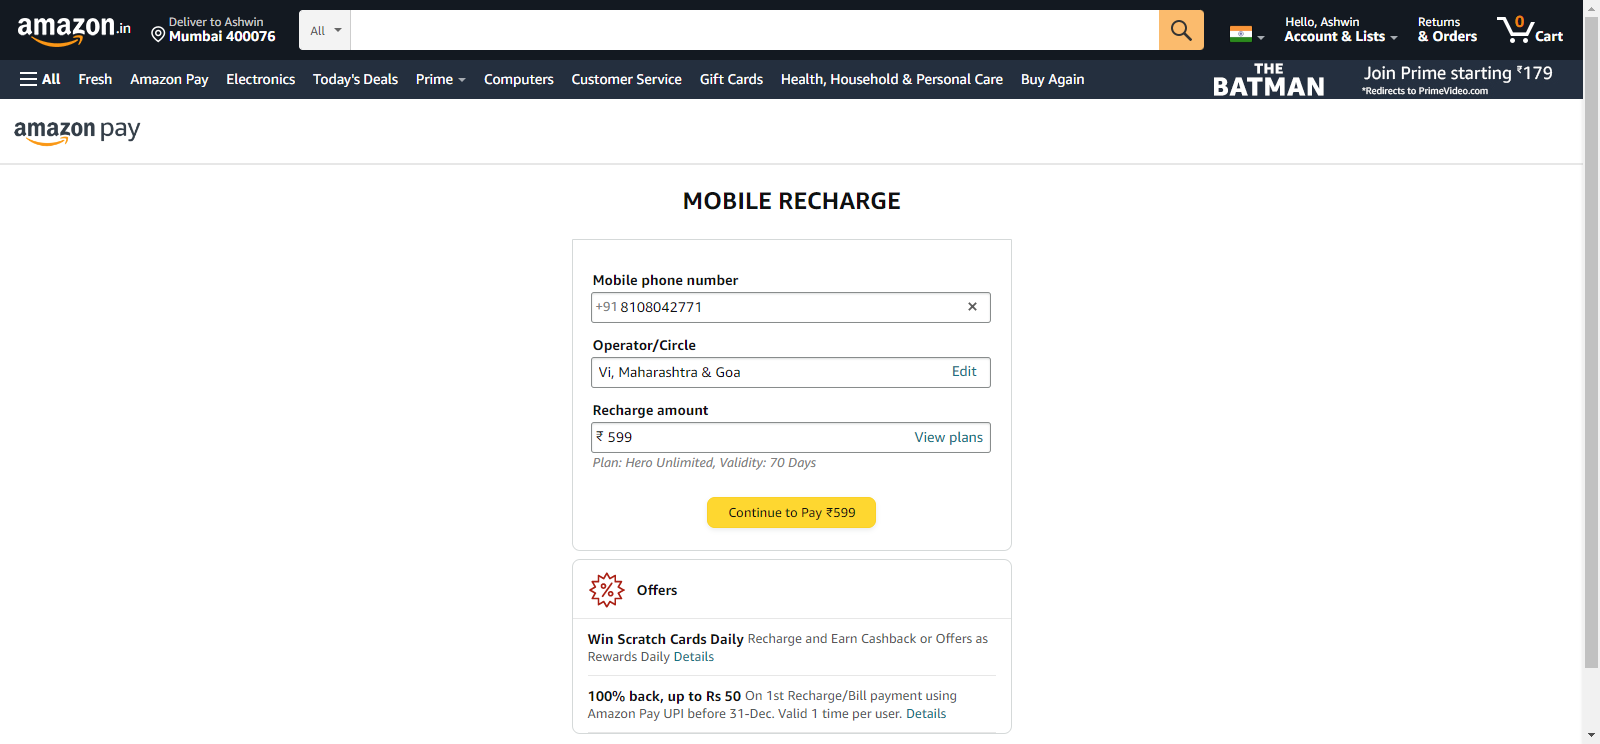 amazon.in
Deliver to Ashwin
Mumbai 400076
All
Hello, Ashwin
Account & Lists
Returns
& Orders
0
Cart
All Fresh Amazon Pay Electronics Today's Deals Prime Computers Customer Service Gift Cards Health, Household & Personal Care Buy Again
THE
BATMAN
Join Prime starting ₹179
*Redirects to PrimeVideo.com
amazon pay
MOBILE RECHARGE
Mobile phone number
+91 8108042771 ×
Operator/Circle
Vi, Maharashtra & Goa Edit
Recharge amount
₹ 599 View plans
Plan: Hero Unlimited, Validity: 70 Days
Continue to Pay ₹599
% Offers
Win Scratch Cards Daily Recharge and Earn Cashback or Offers as
Rewards Daily Details
100% back, up to Rs 50 On 1st Recharge/Bill payment using
Amazon Pay UPI before 31-Dec. Valid 1 time per user. Details